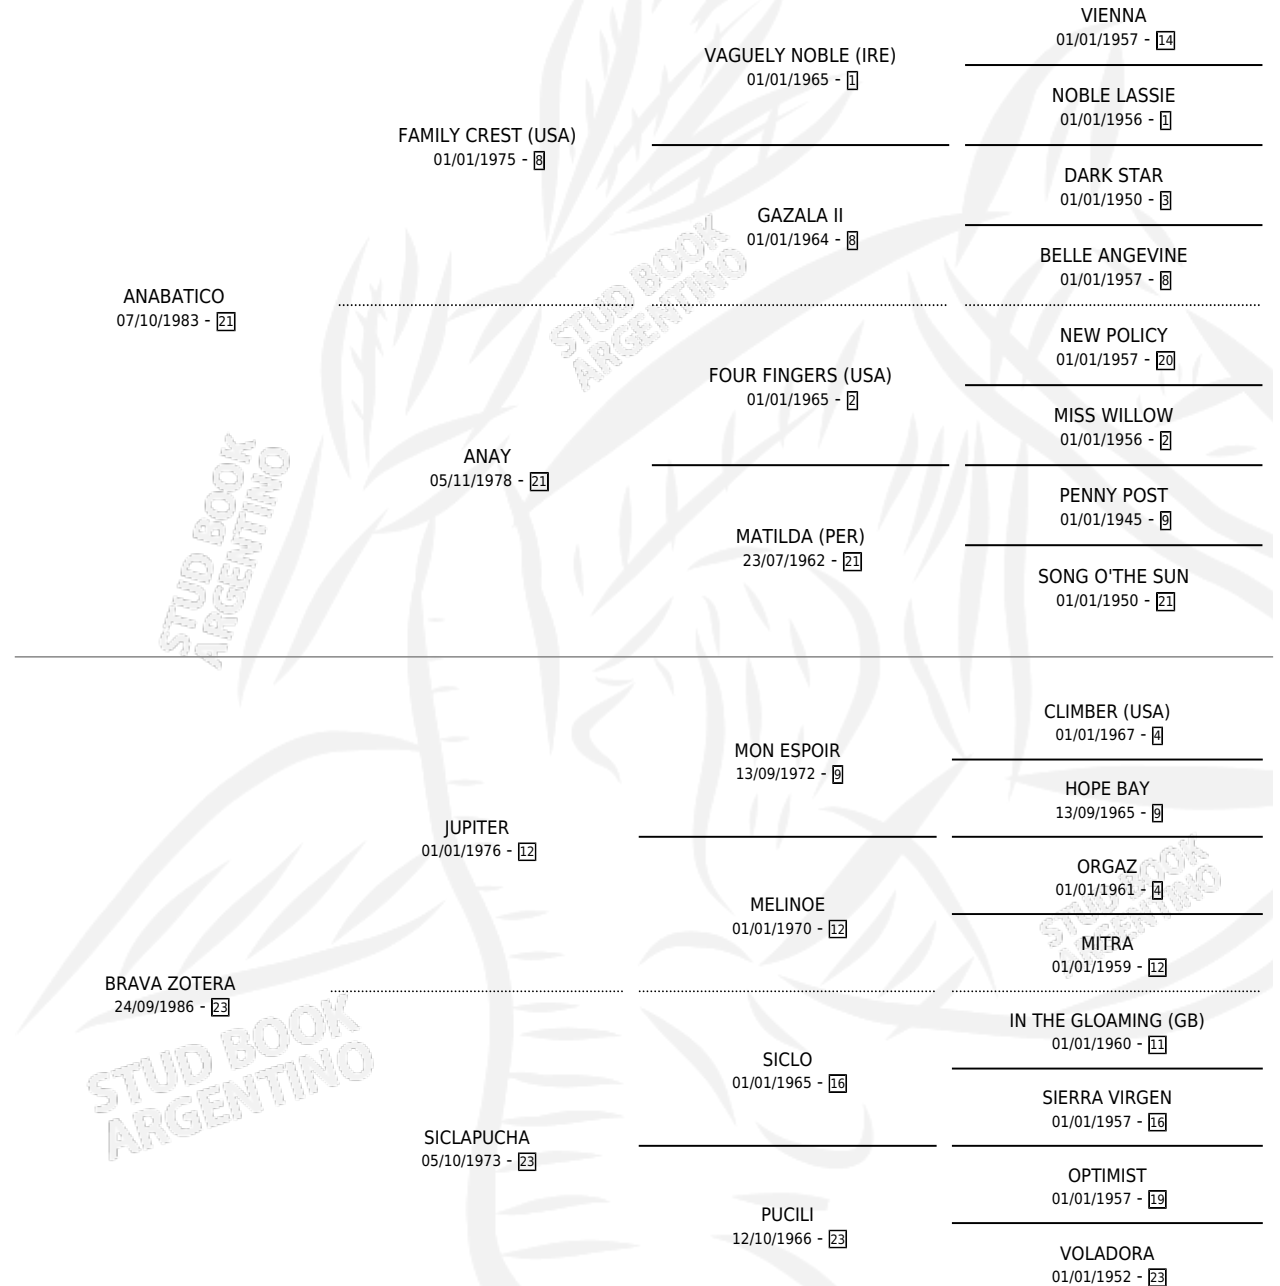 VIENNA
01/01/1957 - 14
VAGUELY NOBLE (IRE)
01/01/1965 - 1
NOBLE LASSIE
01/01/1956 - 1
FAMILY CREST (USA)
01/01/1975 - 8
DARK STAR
01/01/1950 - 3
GAZALA II
01/01/1964 - 8
BELLE ANGEVINE
01/01/1957 - 8
ANABATICO
07/10/1983 - 21
NEW POLICY
01/01/1957 - 20
FOUR FINGERS (USA)
01/01/1965 - 2
MISS WILLOW
01/01/1956 - 2
ANAY
05/11/1978 - 21
PENNY POST
01/01/1945 - 9
MATILDA (PER)
23/07/1962 - 21
SONG O'THE SUN
01/01/1950 - 21
STUD BOOK
ARGENTINO
STUD BOOK
ARGENTINO
CLIMBER (USA)
01/01/1967 - 4
MON ESPOIR
13/09/1972 - 9
HOPE BAY
13/09/1965 - 9
JUPITER
01/01/1976 - 12
ORGAZ
01/01/1961 - 4
MELINOE
01/01/1970 - 12
MITRA
01/01/1959 - 12
STUD BOOK
ARGENTINO
BRAVA ZOTERA
24/09/1986 - 23
IN THE GLOAMING (GB)
01/01/1960 - 11
SICLO
01/01/1965 - 16
SIERRA VIRGEN
01/01/1957 - 16
STUD BOOK
ARGENTINO
SICLAPUCHA
05/10/1973 - 23
OPTIMIST
01/01/1957 - 19
PUCILI
12/10/1966 - 23
VOLADORA
01/01/1952 - 23